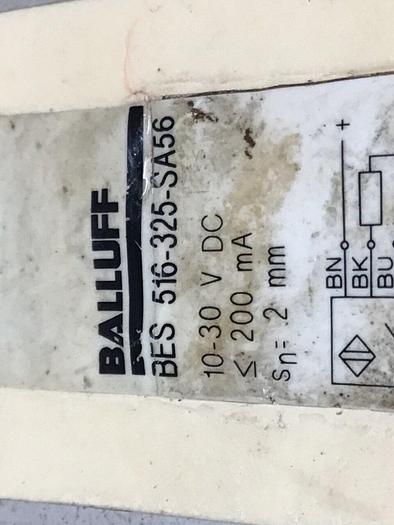 BALLUFF
BES 516-325-SA56
10-30 V DC
≤ 200 mA
Sn= 2 mm
+
BN
BK
BU